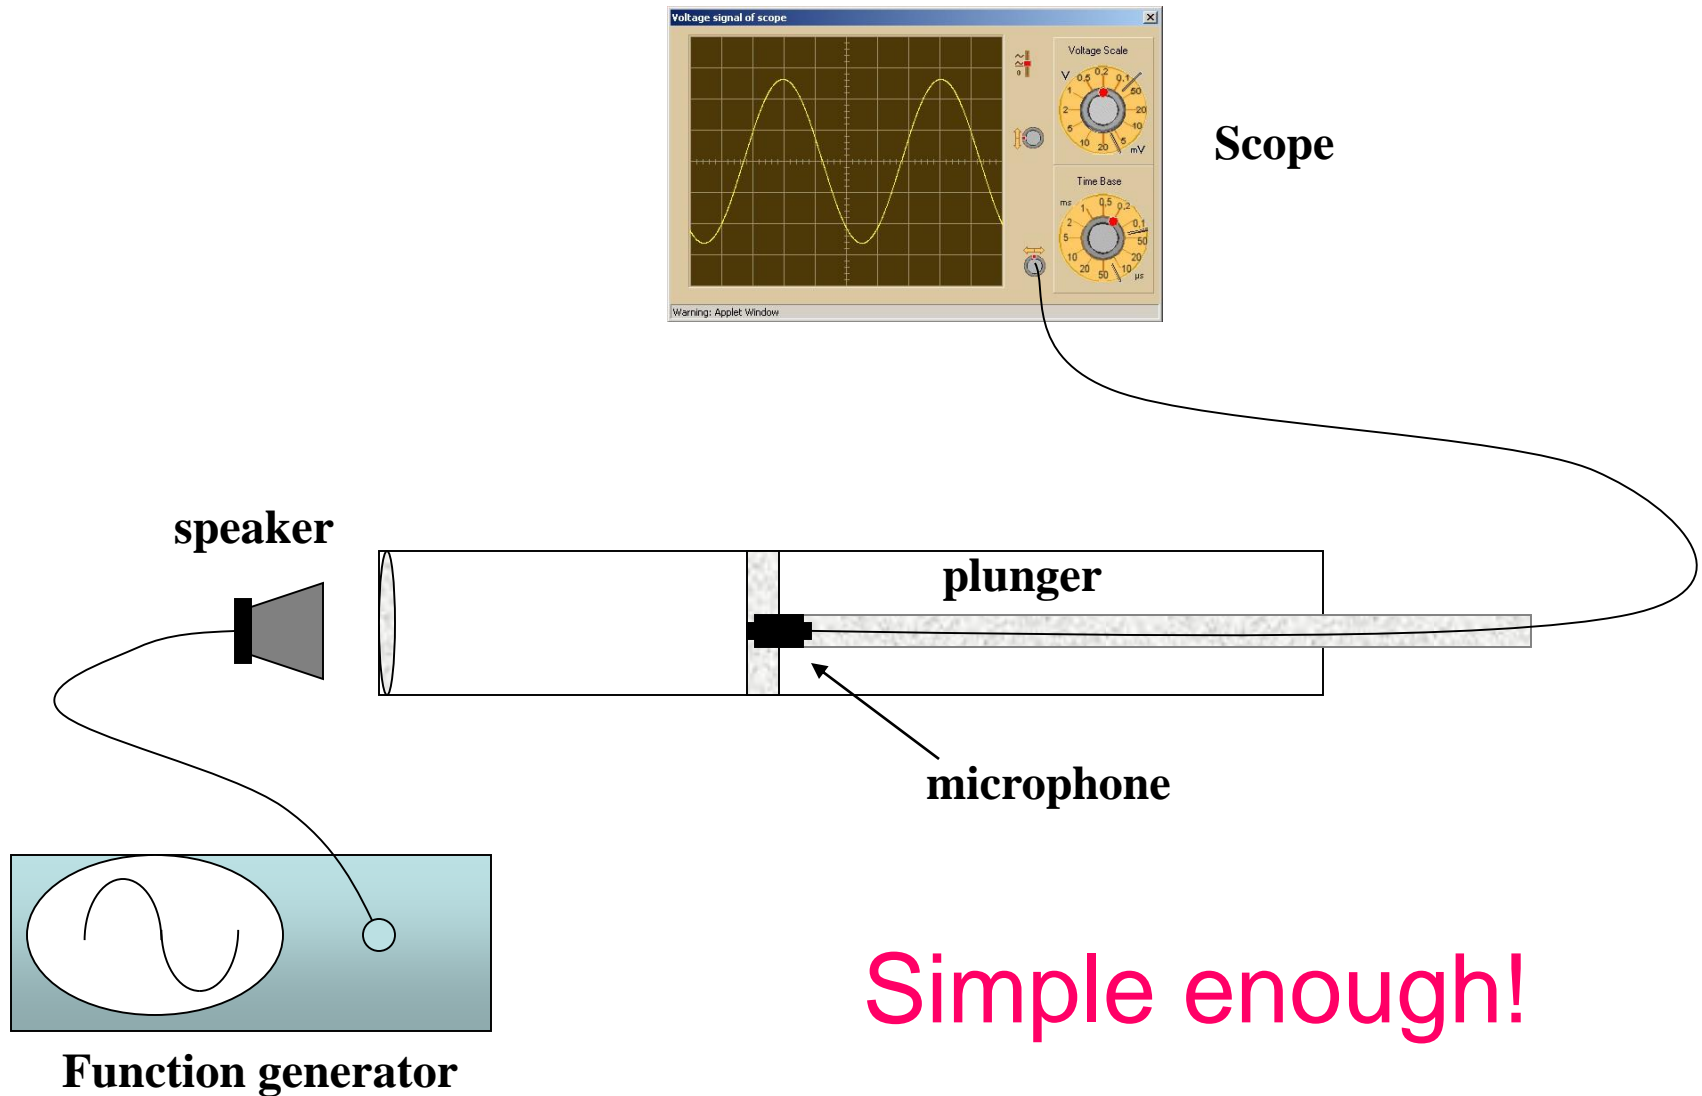 Voltage signal of scope
Voltage Scale
V 0,5 0,2 0,1
1 50
2 20
5 10
10 20 5 mV
0
Time Base
ms 1 0,5 0,2
2 0,1
5 50
10 20
20 50 10 µs
Warning: Applet Window
Scope
speaker
plunger
microphone
Simple enough!
Function generator